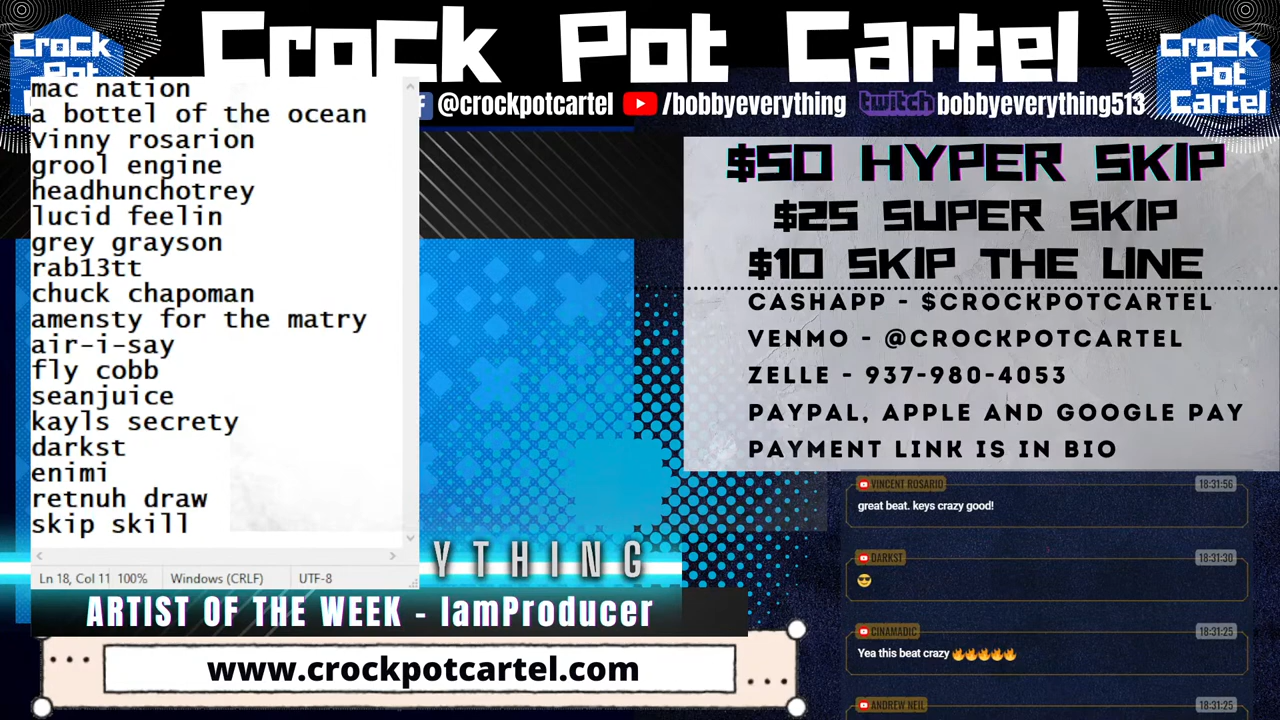 Crock Pot Cartel
Crock
Pot
@crockpotcartel /bobbyeverything twitch bobbyeverything513
Crock
Pot
Cartel
mac nation
a bottel of the ocean
vinny rosarion
grool engine
headhunchotrey
lucid feelin
grey grayson
rab13tt
chuck chapoman
amensty for the matry
air-i-say
fly cobb
seanjuice
kayls secrety
darkst
enimi
retnuh draw
skip skill
Ln 18, Col 11 100% Windows (CRLF) UTF-8
YTHING
ARTIST OF THE WEEK - IamProducer
www.crockpotcartel.com
$50 HYPER SKIP
$25 SUPER SKIP
$10 SKIP THE LINE
CASHAPP - $CROCKPOTCARTEL
VENMO - @CROCKPOTCARTEL
ZELLE - 937-980-4053
PAYPAL, APPLE AND GOOGLE PAY
PAYMENT LINK IS IN BIO
VINCENT ROSARIO 18:31:56
great beat. keys crazy good!
DARKST 18:31:30
😎
CINAMADIC 18:31:25
Yea this beat crazy 🔥🔥🔥🔥🔥
ANDREW NEIL 18:31:25